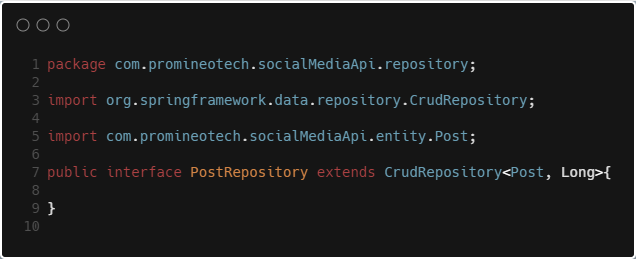 1 package com.promineotech.socialMediaApi.repository;
2
3 import org.springframework.data.repository.CrudRepository;
4
5 import com.promineotech.socialMediaApi.entity.Post;
6
7 public interface PostRepository extends CrudRepository<Post, Long>{
8
9 }
10